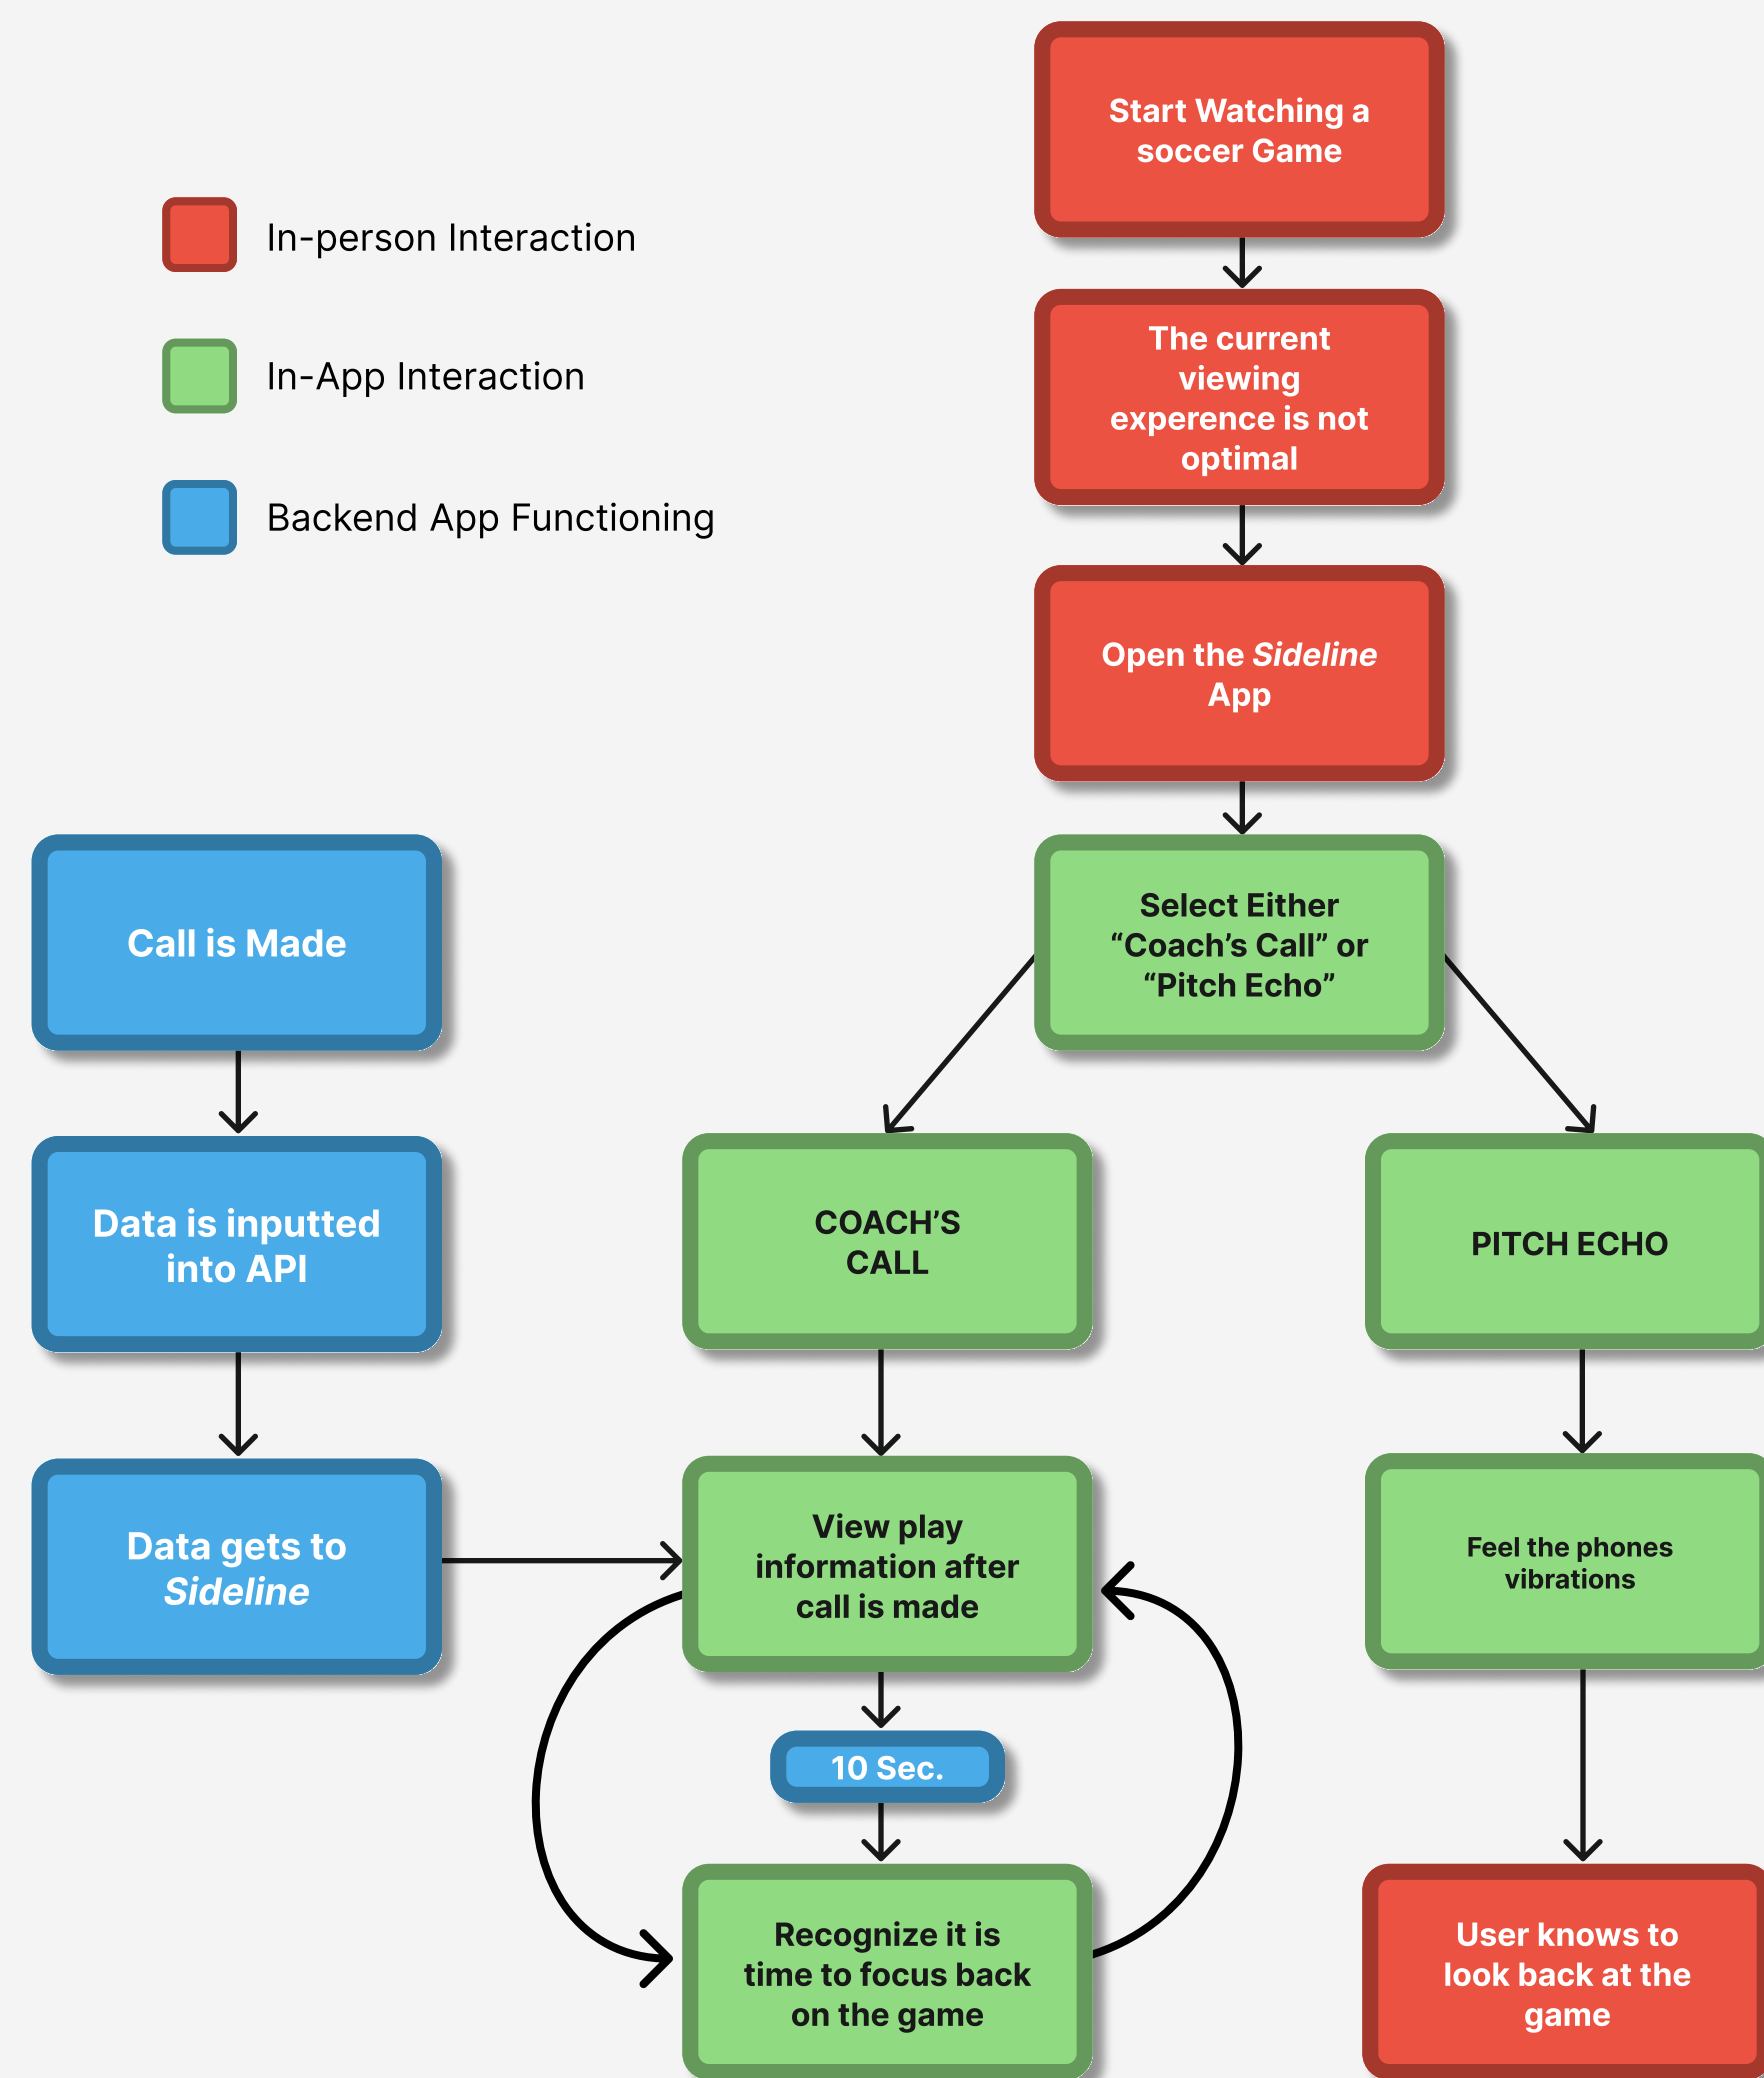 Start Watching a
soccer Game
In-person Interaction
In-App Interaction
Backend App Functioning
The current
viewing
experence is not
optimal
Open the Sideline
App
Select Either
“Coach’s Call” or
“Pitch Echo”
Call is Made
Data is inputted
into API
COACH’S
CALL
PITCH ECHO
Data gets to
Sideline
View play
information after
call is made
Feel the phones
vibrations
10 Sec.
Recognize it is
time to focus back
on the game
User knows to
look back at the
game